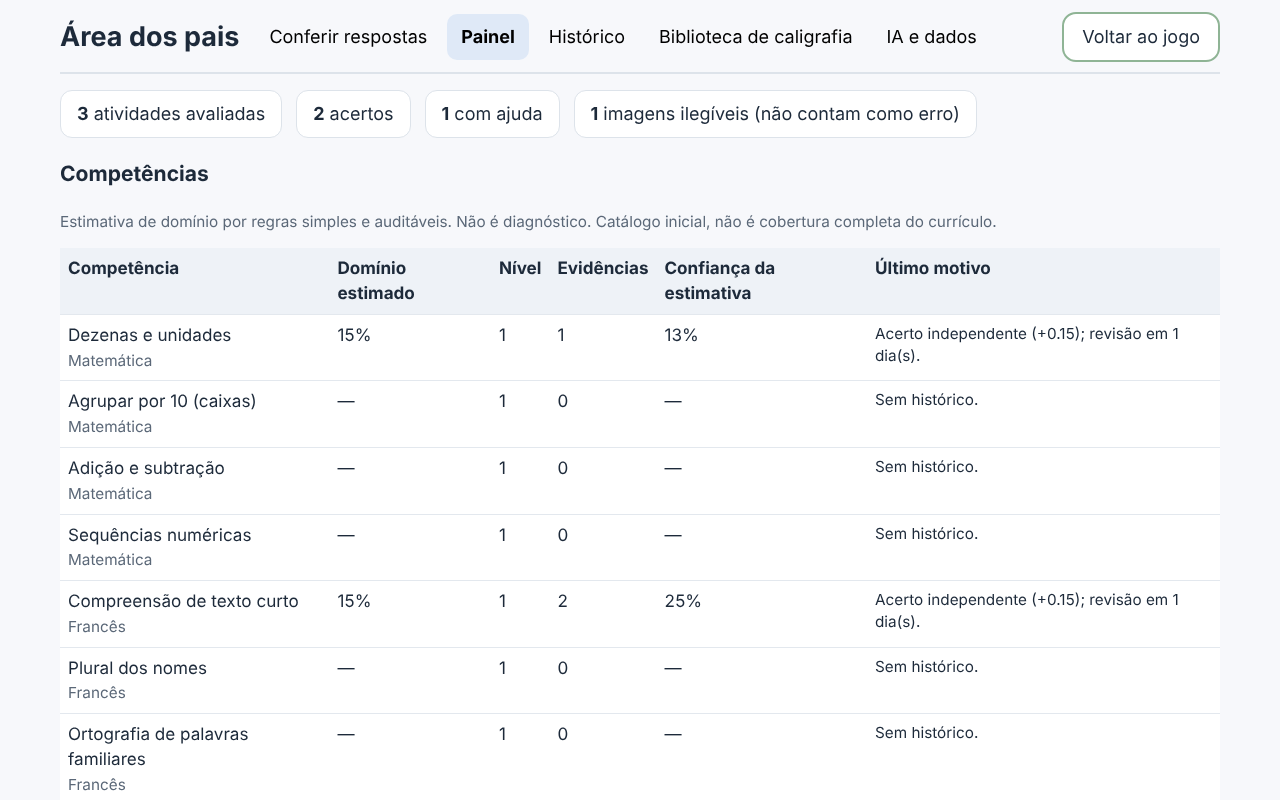 Área dos pais
Conferir respostas
Painel
Histórico
Biblioteca de caligrafia
IA e dados
Voltar ao jogo
3 atividades avaliadas
2 acertos
1 com ajuda
1 imagens ilegíveis (não contam como erro)
Competências
Estimativa de domínio por regras simples e auditáveis. Não é diagnóstico. Catálogo inicial, não é cobertura completa do currículo.
Competência
Domínio
estimado
Nível
Evidências
Confiança da
estimativa
Último motivo
Dezenas e unidades
Matemática
15%
1
1
13%
Acerto independente (+0.15); revisão em 1
dia(s).
Agrupar por 10 (caixas)
Matemática
—
1
0
—
Sem histórico.
Adição e subtração
Matemática
—
1
0
—
Sem histórico.
Sequências numéricas
Matemática
—
1
0
—
Sem histórico.
Compreensão de texto curto
Francês
15%
1
2
25%
Acerto independente (+0.15); revisão em 1
dia(s).
Plural dos nomes
Francês
—
1
0
—
Sem histórico.
Ortografia de palavras
familiares
Francês
—
1
0
—
Sem histórico.